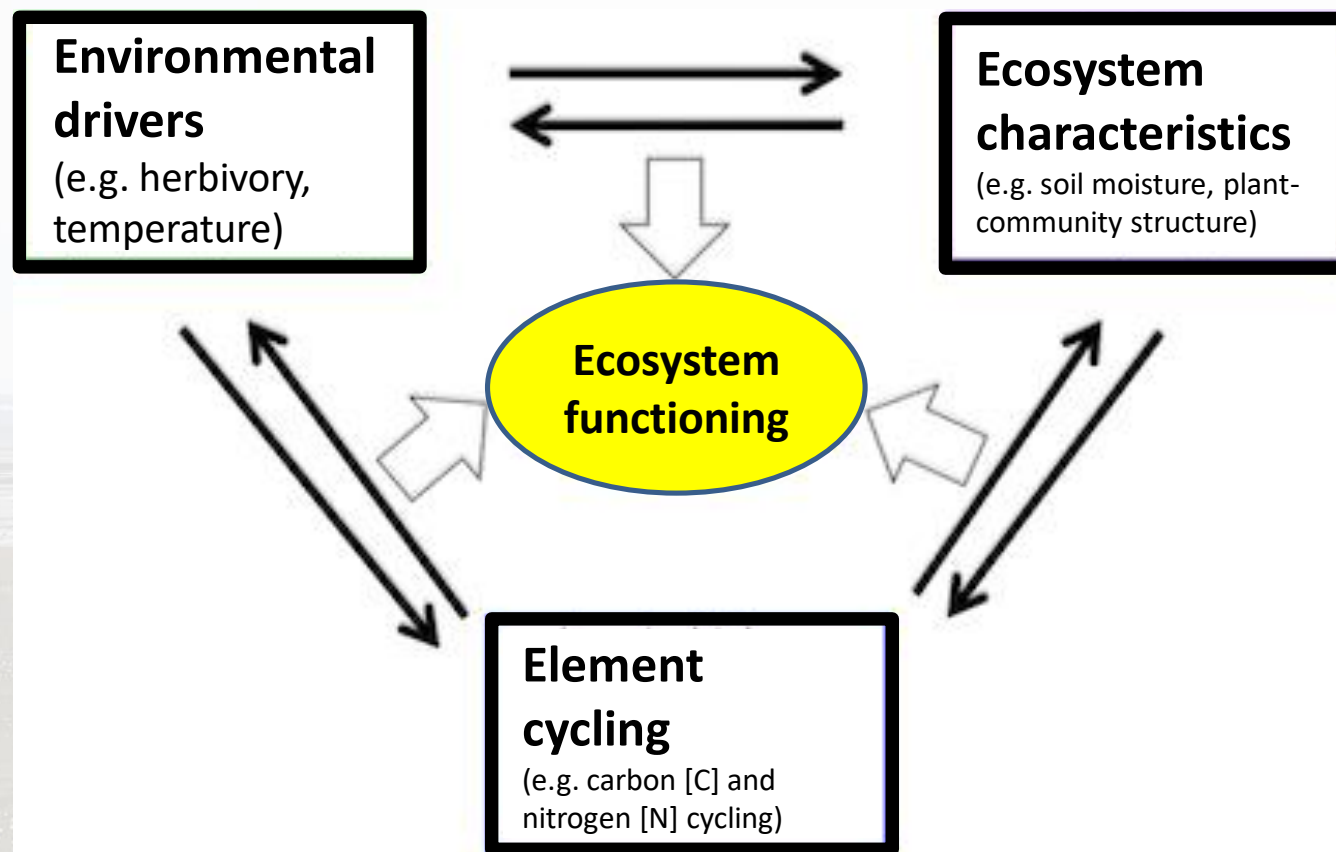 Environmental
drivers
(e.g. herbivory,
temperature)
Ecosystem
characteristics
(e.g. soil moisture, plant-
community structure)
Ecosystem
functioning
Element
cycling
(e.g. carbon [C] and
nitrogen [N] cycling)